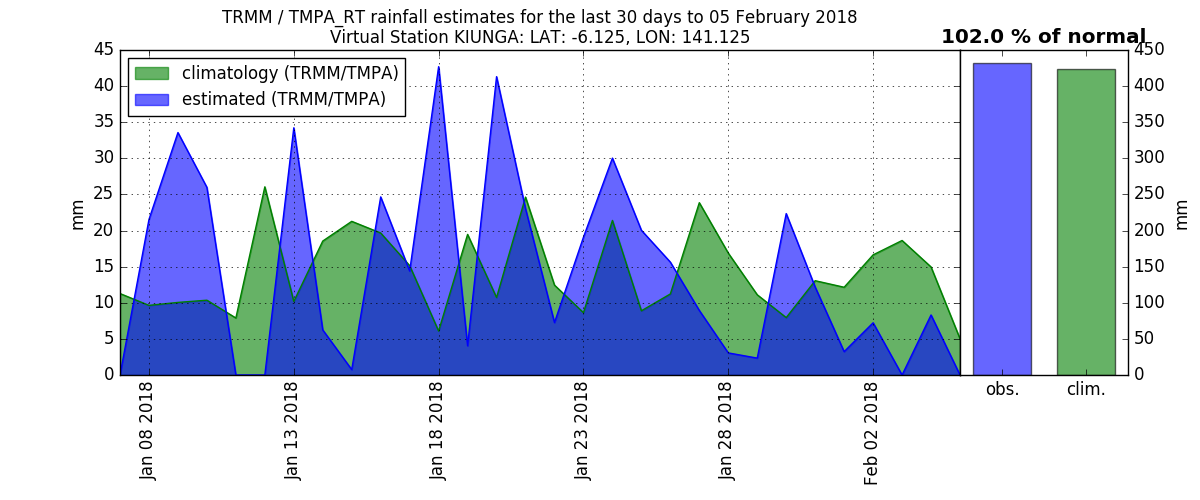 TRMM / TMPA_RT rainfall estimates for the last 30 days to 05 February 2018
Virtual Station KIUNGA: LAT: -6.125, LON: 141.125
102.0 % of normal
climatology (TRMM/TMPA)
estimated (TRMM/TMPA)
mm
45
40
35
30
25
20
15
10
5
0
Jan 08 2018
Jan 13 2018
Jan 18 2018
Jan 23 2018
Jan 28 2018
Feb 02 2018
450
400
350
300
250
200
150
100
50
0
mm
obs.
clim.